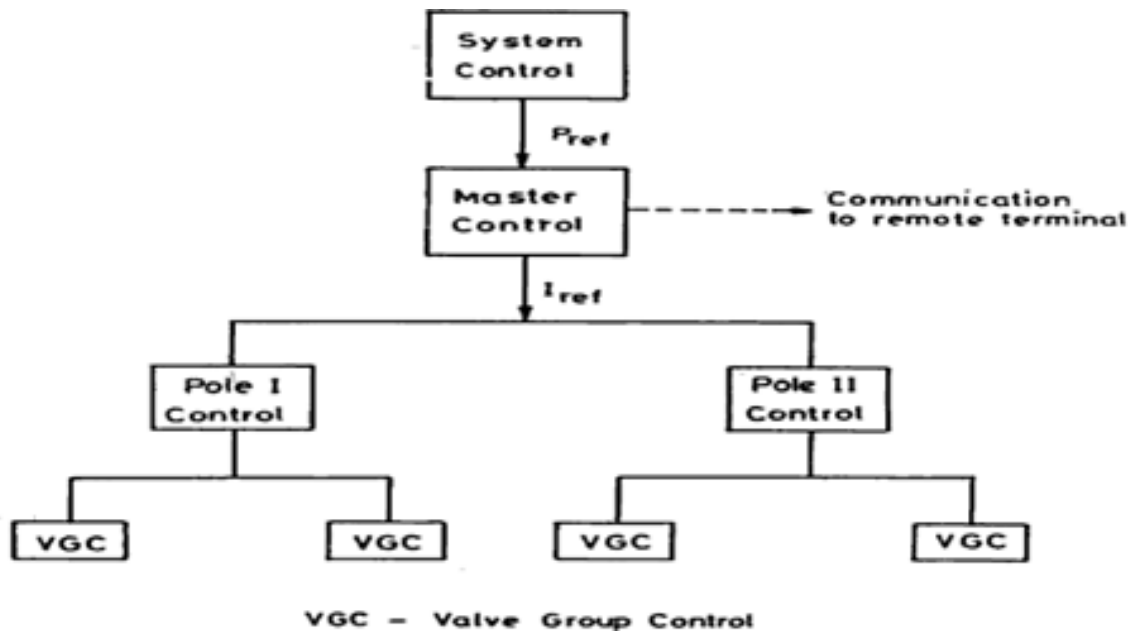 System
Control
Pref
Master
Control
Communication
to remote terminal
Iref
Pole I
Control
Pole II
Control
VGC
VGC
VGC
VGC
VGC - Valve Group Control